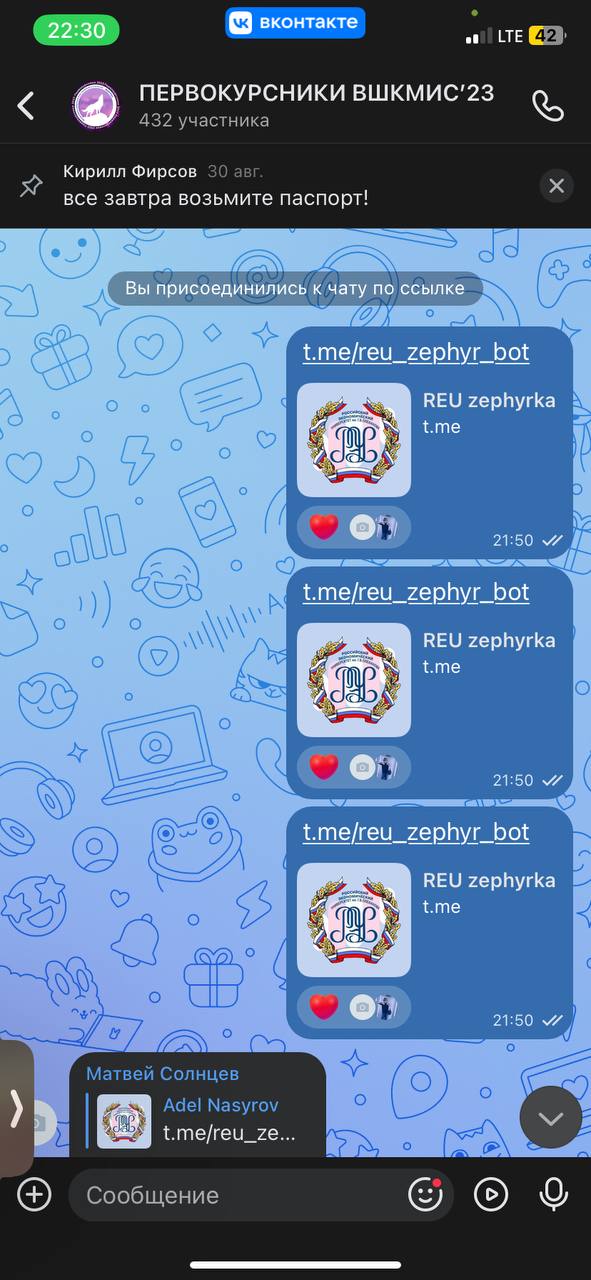 22:30
вконтакте
LTE
42
ПЕРВОКУРСНИКИ ВШКМИС’23
432 участника
Кирилл Фирсов 30 авг.
все завтра возьмите паспорт!
Вы присоединились к чату по ссылке
t.me/reu_zephyr_bot
REU zephyrka
t.me
21:50
t.me/reu_zephyr_bot
REU zephyrka
t.me
21:50
t.me/reu_zephyr_bot
REU zephyrka
t.me
21:50
Матвей Солнцев
Adel Nasyrov
t.me/reu_ze...
Сообщение